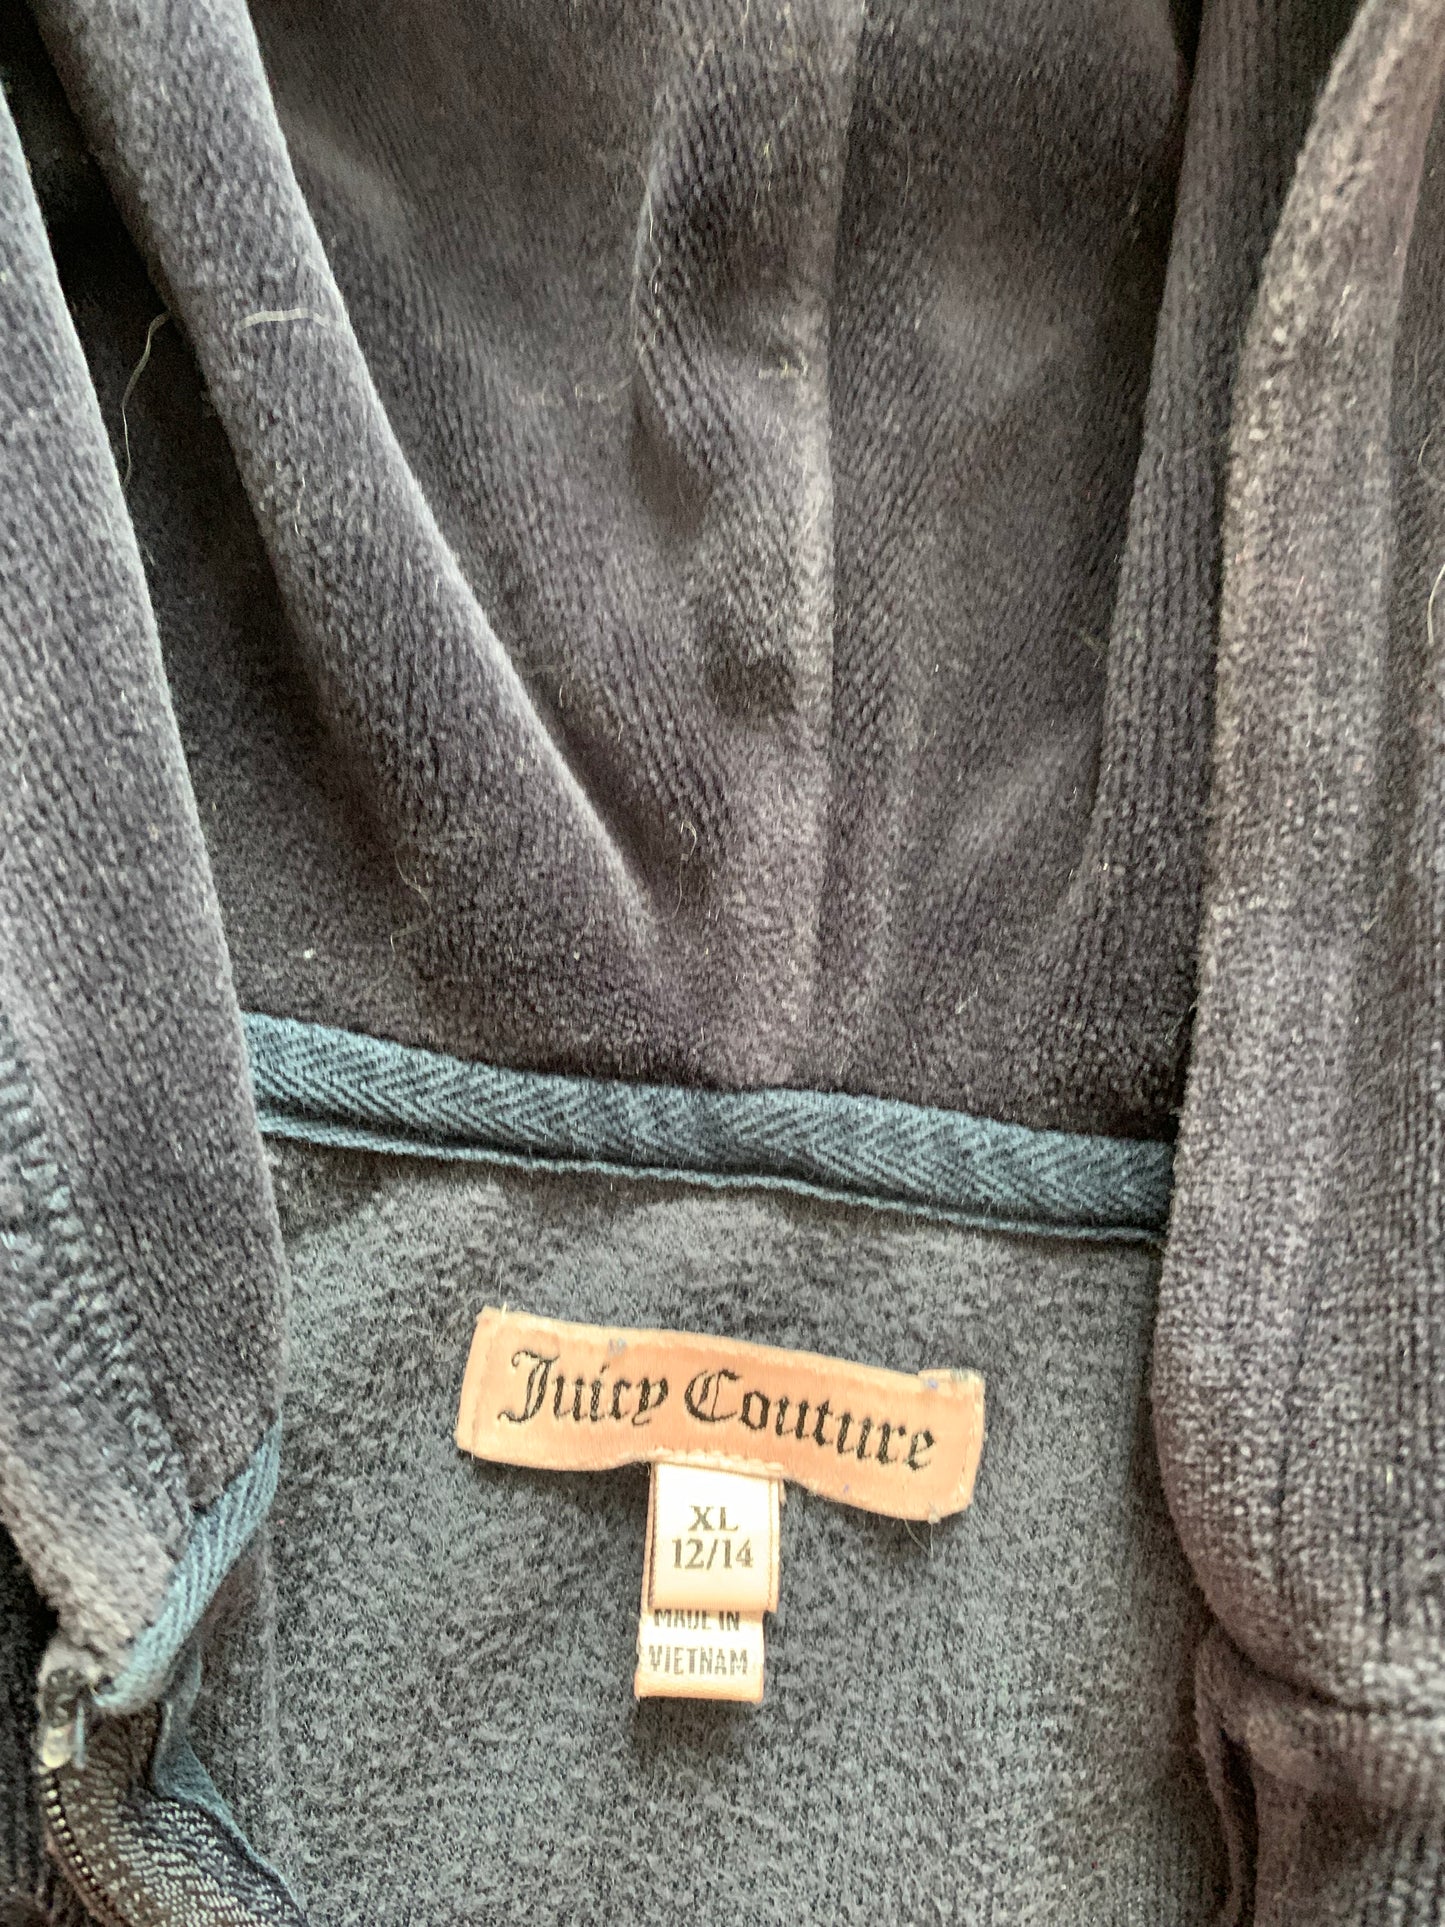 Juicy Couture
XL
12/14
MADE IN
VIETNAM